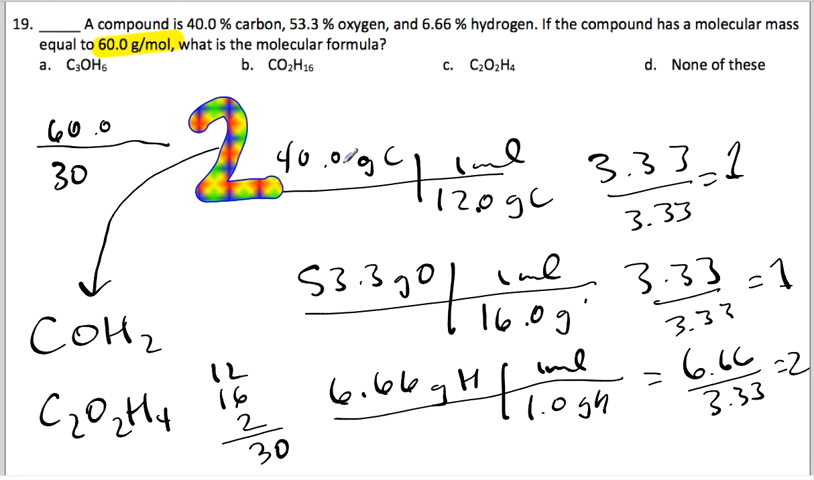 19. _____ A compound is 40.0 % carbon, 53.3 % oxygen, and 6.66 % hydrogen. If the compound has a molecular mass
equal to 60.0 g/mol, what is the molecular formula?
a. C₃OH₆ b. CO₂H₁₆ c. C₂O₂H₄ d. None of these
60.0
30
2
40.0 g C | 1 mol
12.0 g C
3.33
3.33
=1
53.3 g O | 1 mol
16.0 g
3.33
3.33
=1
COH₂
6.66 g H | 1 mol
1.0 g H
= 6.66
3.33
=2
C₂O₂H₄
12
16
2
30